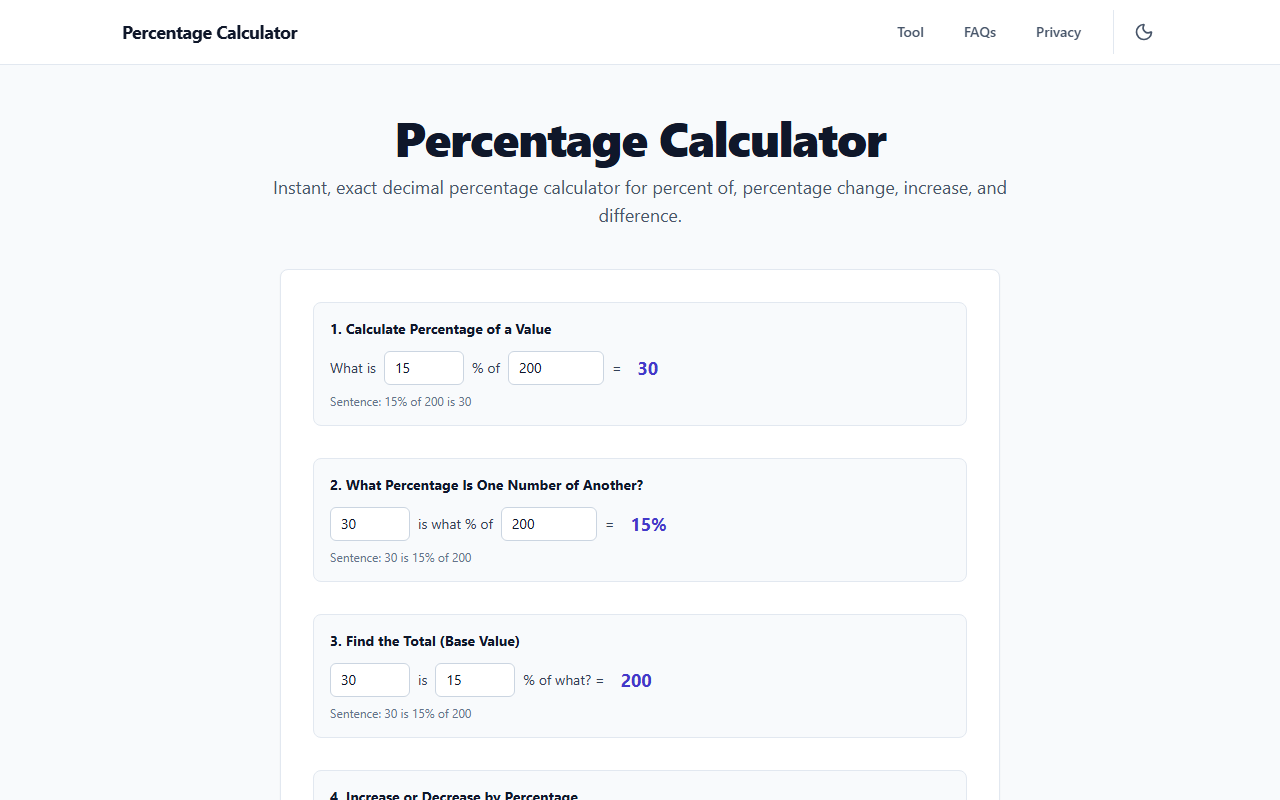 Percentage Calculator
Tool
FAQs
Privacy
Percentage Calculator
Instant, exact decimal percentage calculator for percent of, percentage change, increase, and
difference.
1. Calculate Percentage of a Value
What is 15 % of 200 = 30
Sentence: 15% of 200 is 30
2. What Percentage Is One Number of Another?
30 is what % of 200 = 15%
Sentence: 30 is 15% of 200
3. Find the Total (Base Value)
30 is 15 % of what? = 200
Sentence: 30 is 15% of 200
4. Increase or Decrease by Percentage